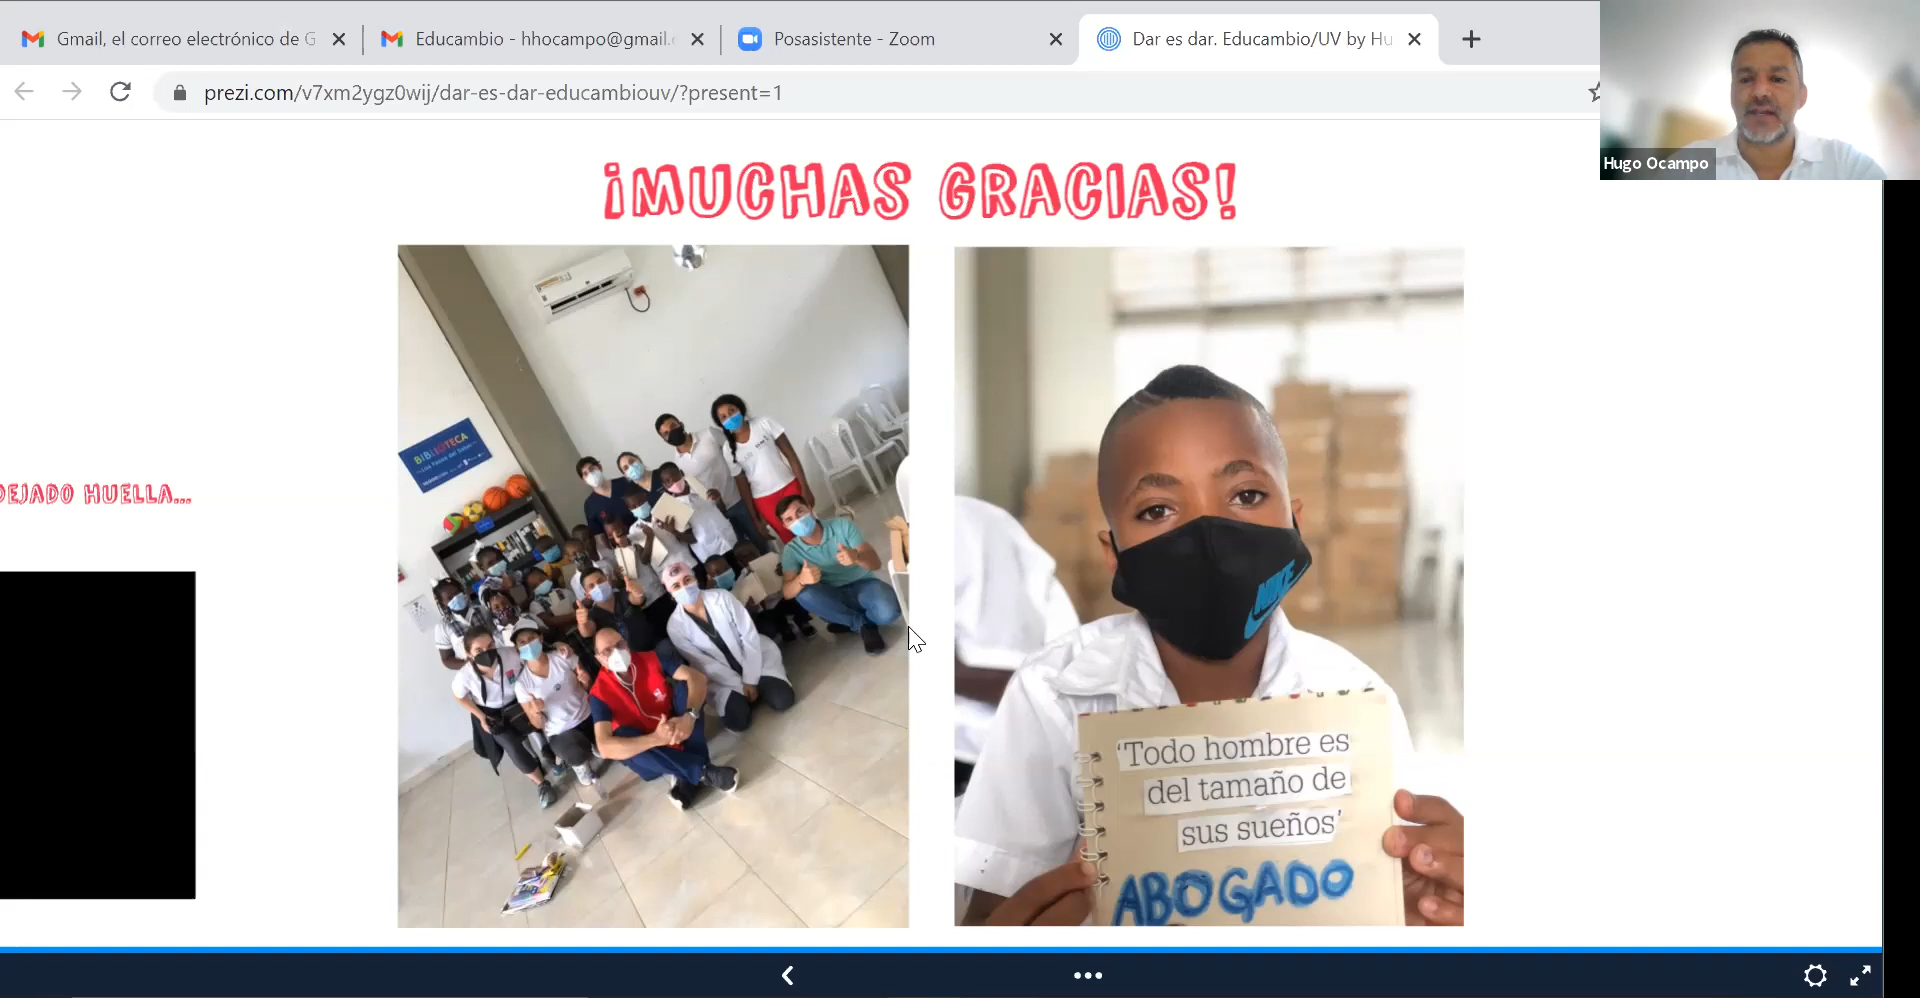 Gmail, el correo electrónico de G
Educambio - hhocampo@gmail.c
Posasistente - Zoom
Dar es dar. Educambio/UV by Hu
prezi.com/v7xm2ygz0wij/dar-es-dar-educambiouv/?present=1
Hugo Ocampo
¡MUCHAS GRACIAS!
DEJADO HUELLA...
BIBLIOTECA
NIKE
'Todo hombre es
del tamaño de
sus sueños'
ABOGADO